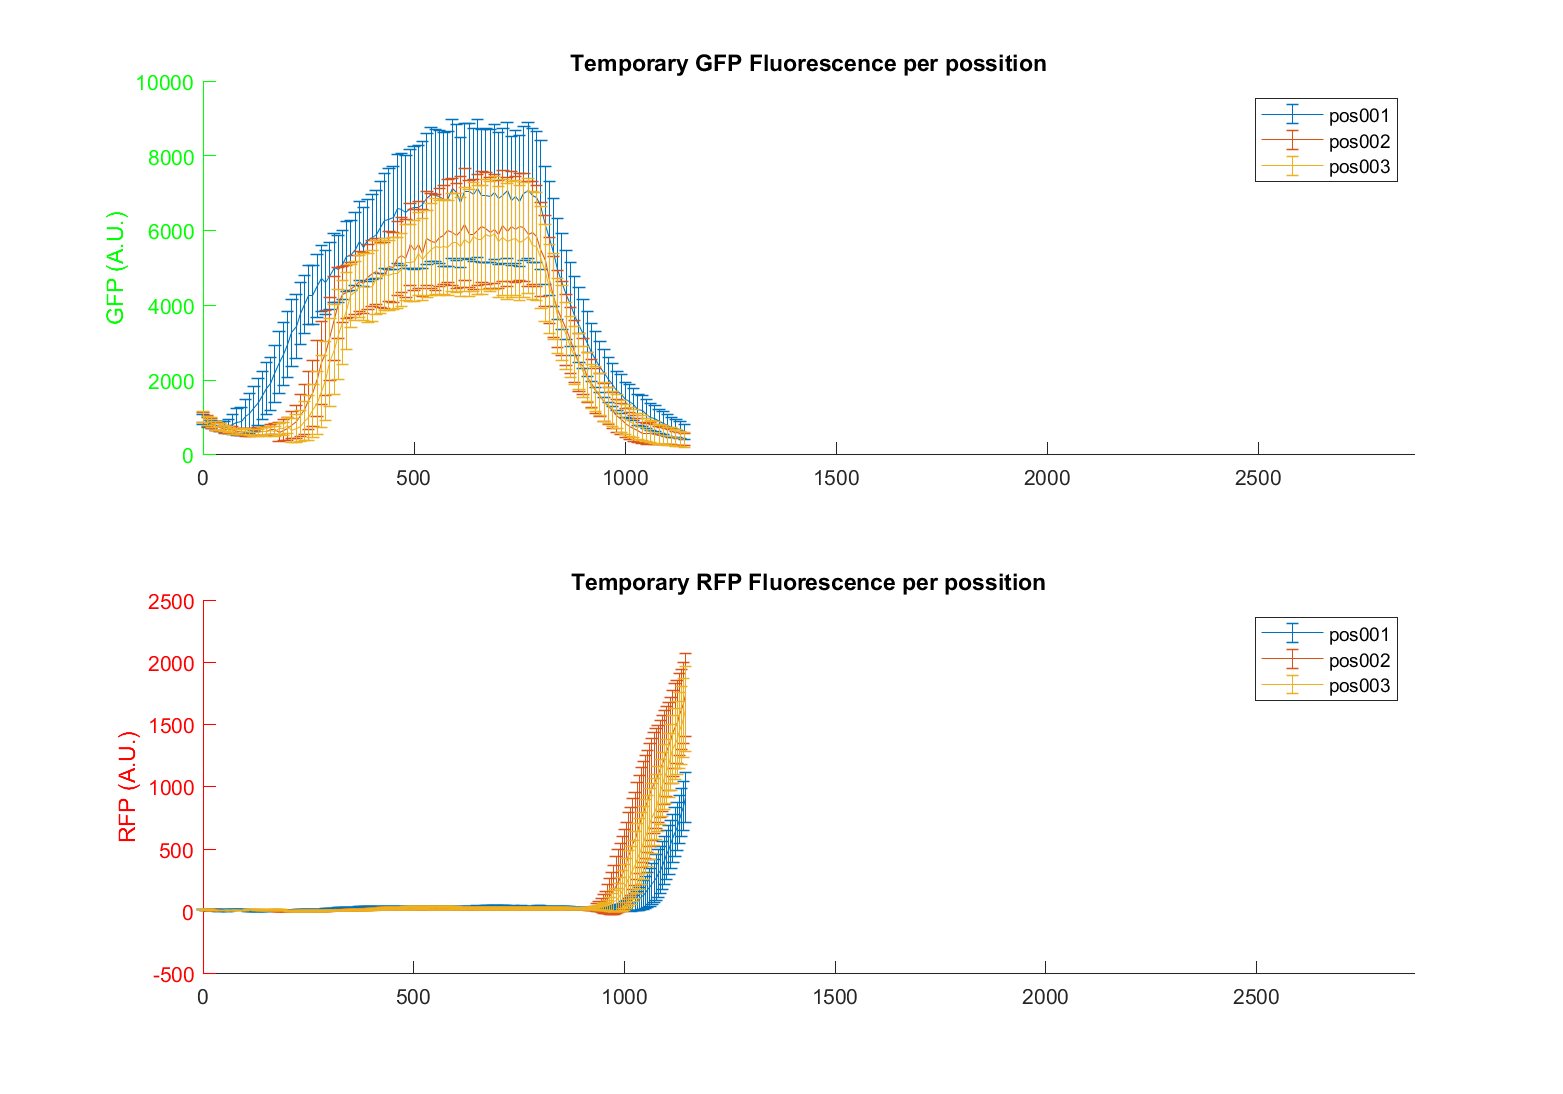 Temporary GFP Fluorescence per possition
10000
8000
6000
4000
2000
0
GFP (A.U.)
0 500 1000 1500 2000 2500
pos001
pos002
pos003
Temporary RFP Fluorescence per possition
2500
2000
1500
1000
500
0
-500
RFP (A.U.)
0 500 1000 1500 2000 2500
pos001
pos002
pos003